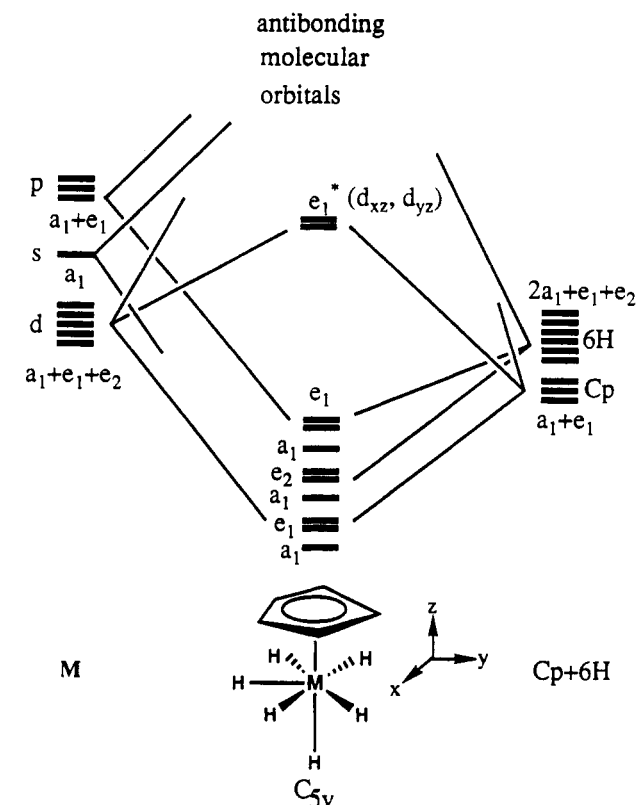 antibonding
molecular
orbitals
p
a₁+e₁
s
a₁
d
a₁+e₁+e₂
e₁* (dxz, dyz)
2a₁+e₁+e₂
6H
Cp
a₁+e₁
e₁
a₁
e₂
a₁
e₁
a₁
M
H
H
H
M
H
H
H
C5v
z
y
x
Cp+6H